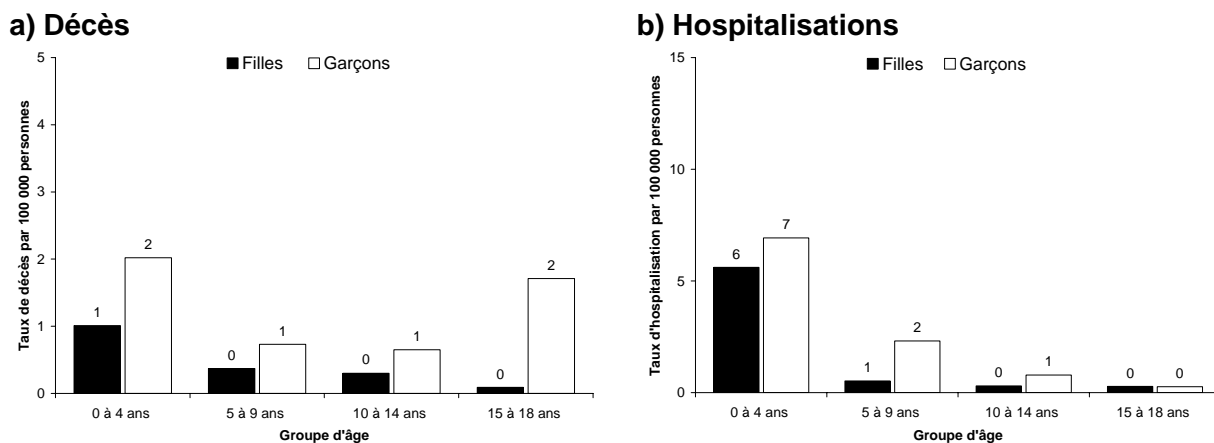 a) Décès
Filles Garçons
Taux de décès par 100 000 personnes
5
4
3
2
1
0
1 2
0 1
0 1
0 2
0 à 4 ans 5 à 9 ans 10 à 14 ans 15 à 18 ans
Groupe d'âge
b) Hospitalisations
Filles Garçons
Taux d'hospitalisation par 100 000 personnes
15
10
5
0
6 7
1 2
0 1
0 0
0 à 4 ans 5 à 9 ans 10 à 14 ans 15 à 18 ans
Groupe d'âge